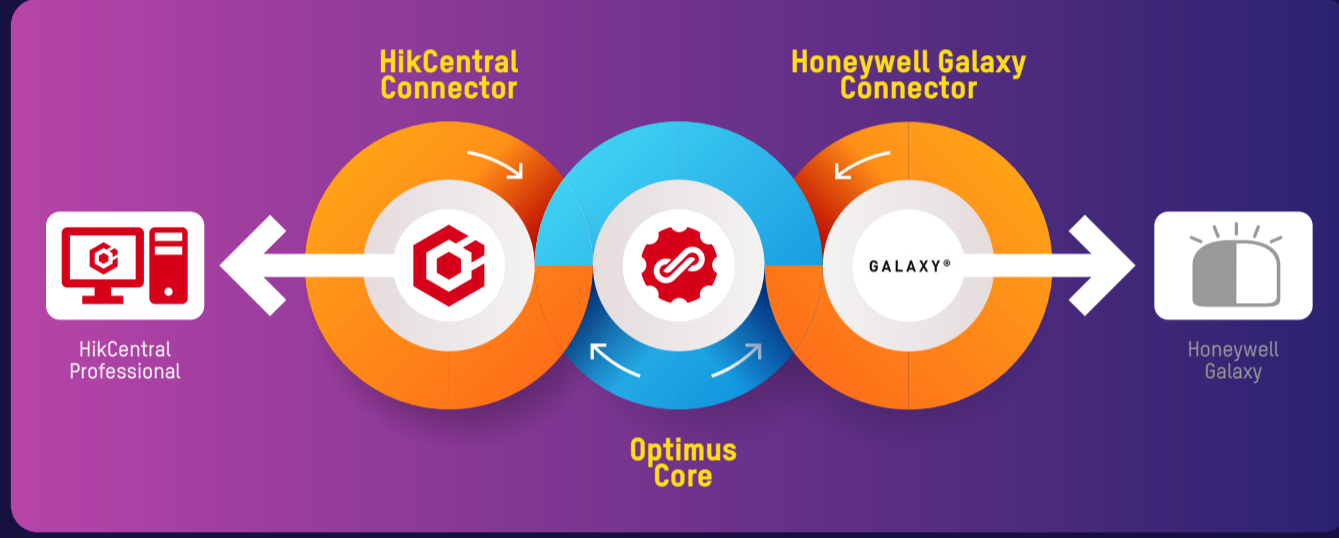 HikCentral
Connector
Honeywell Galaxy
Connector
GALAXY®
HikCentral
Professional
Honeywell
Galaxy
Optimus
Core